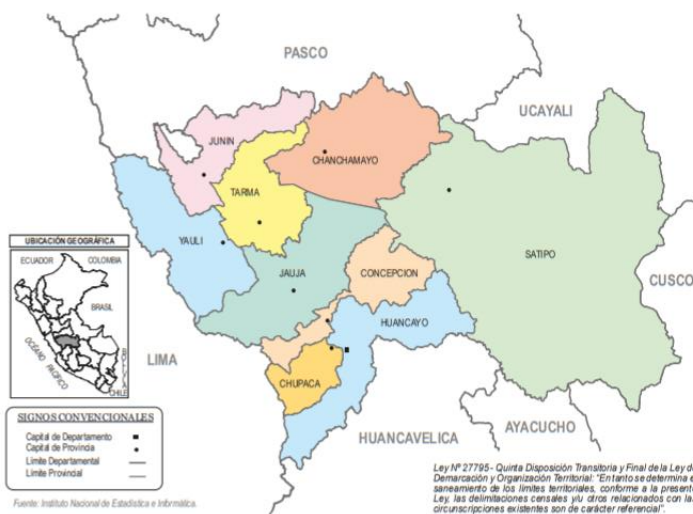 PASCO
UCAYALI
JUNIN
CHANCHAMAYO
TARMA
SATIPO
YAULI
UBICACIÓN GEOGRÁFICA
ECUADOR
COLOMBIA
BRASIL
OCÉANO PACÍFICO
BOLIVIA
CHILE
JAUJA
CONCEPCION
CUSCO
HUANCAYO
LIMA
CHUPACA
AYACUCHO
HUANCAVELICA
SIGNOS CONVENCIONALES
Capital de Departamento
Capital de Provincia
Límite Departamental
Límite Provincial
Fuente: Instituto Nacional de Estadística e Informática.
Ley Nº 27795 - Quinta Disposición Transitoria y Final de la Ley de
Demarcación y Organización Territorial: "En tanto se determina e
saneamiento de los límites territoriales, conforme a la presente
Ley, las delimitaciones censales y/u otros relacionados con la
circunscripciones existentes son de carácter referencial".